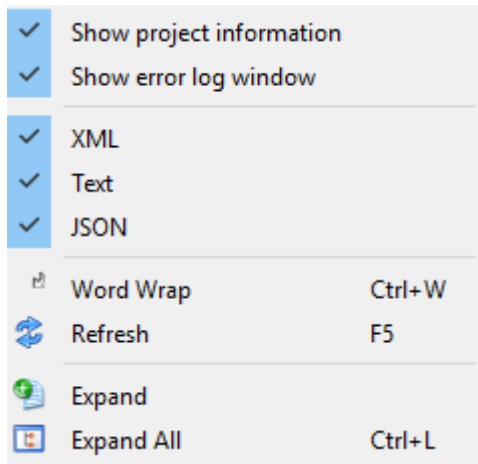 Show project information
Show error log window
XML
Text
JSON
Word Wrap Ctrl+W
Refresh F5
Expand
Expand All Ctrl+L